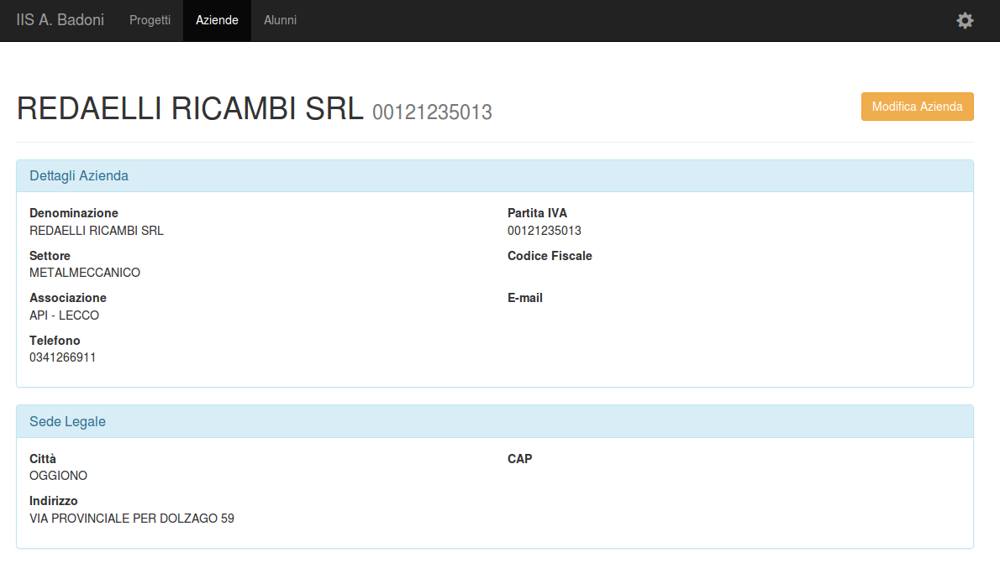 IIS A. Badoni Progetti Aziende Alunni
REDAELLI RICAMBI SRL 00121235013
Modifica Azienda
Dettagli Azienda
Denominazione
REDAELLI RICAMBI SRL
Partita IVA
00121235013
Settore
METALMECCANICO
Codice Fiscale
Associazione
API - LECCO
E-mail
Telefono
0341266911
Sede Legale
Città
OGGIONO
CAP
Indirizzo
VIA PROVINCIALE PER DOLZAGO 59